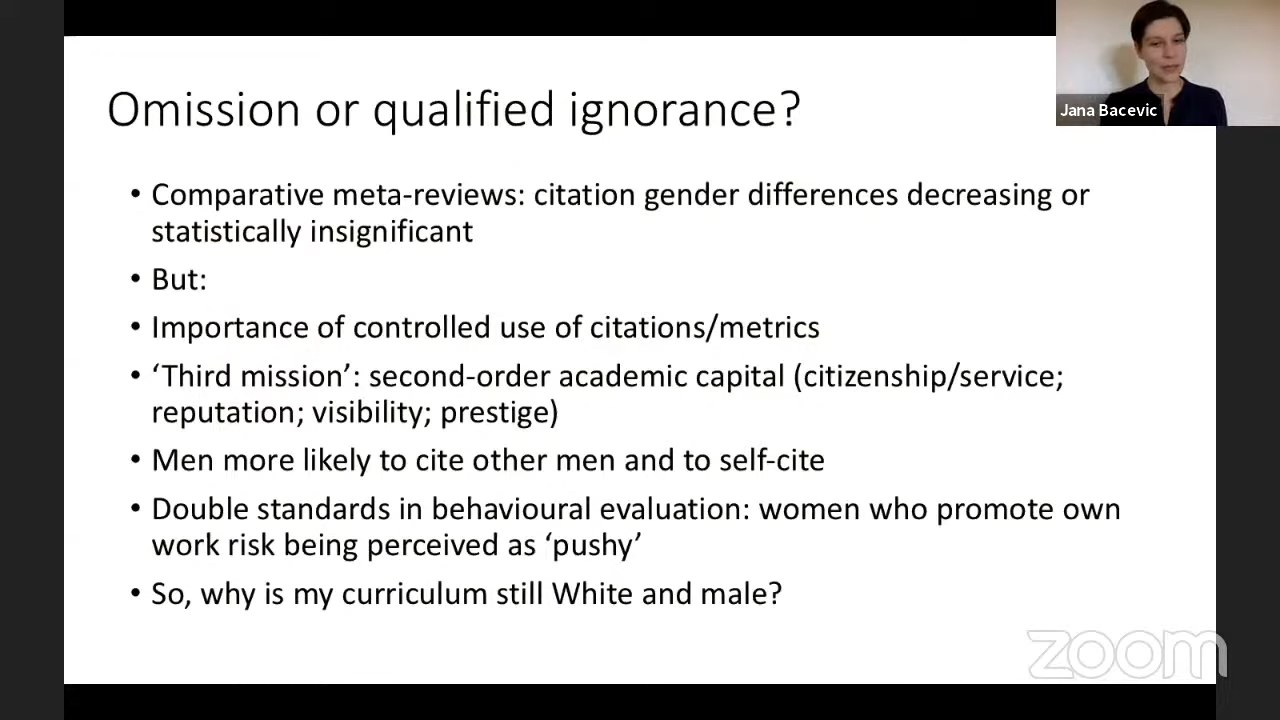 Omission or qualified ignorance?
Jana Bacevic
• Comparative meta-reviews: citation gender differences decreasing or
statistically insignificant
• But:
• Importance of controlled use of citations/metrics
• ‘Third mission’: second-order academic capital (citizenship/service;
reputation; visibility; prestige)
• Men more likely to cite other men and to self-cite
• Double standards in behavioural evaluation: women who promote own
work risk being perceived as ‘pushy’
• So, why is my curriculum still White and male?
zoom